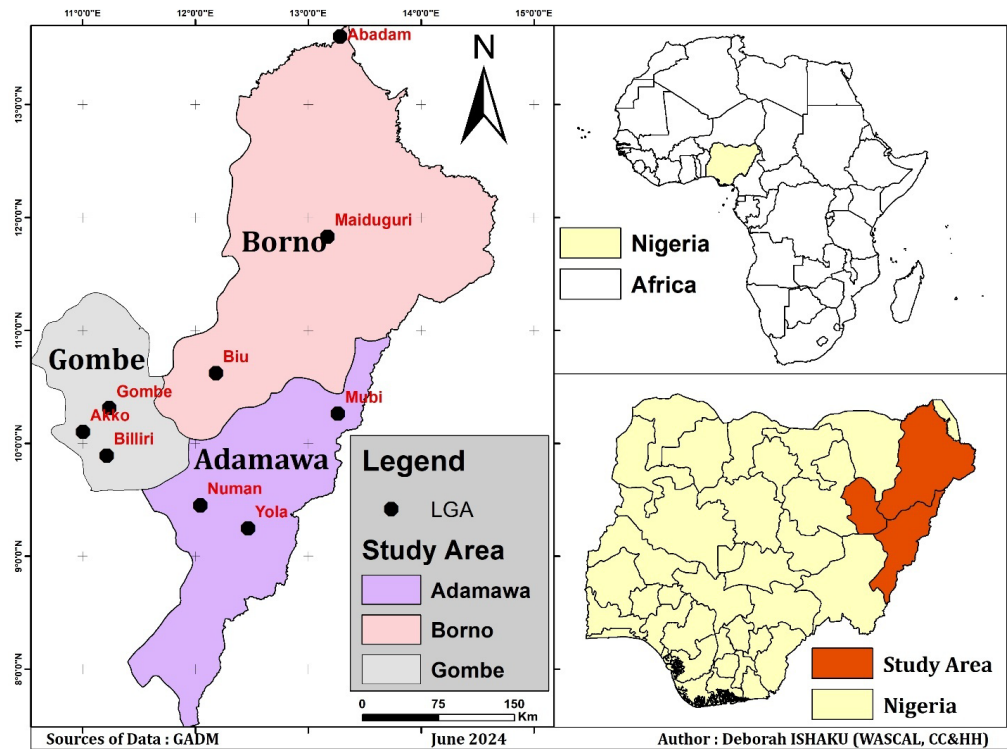 11°0'0"E 12°0'0"E 13°0'0"E 14°0'0"E 15°0'0"E
13°0'0"N
12°0'0"N
11°0'0"N
10°0'0"N
9°0'0"N
8°0'0"N
N
Abadam
Maiduguri
Borno
Biu
Gombe
Gombe
Akko
Billiri
Mubi
Adamawa
Numan
Yola
Legend
LGA
Study Area
Adamawa
Borno
Gombe
0 75 150
Km
Nigeria
Africa
Study Area
Nigeria
Sources of Data : GADM June 2024 Author : Deborah ISHAKU (WASCAL, CC&HH)